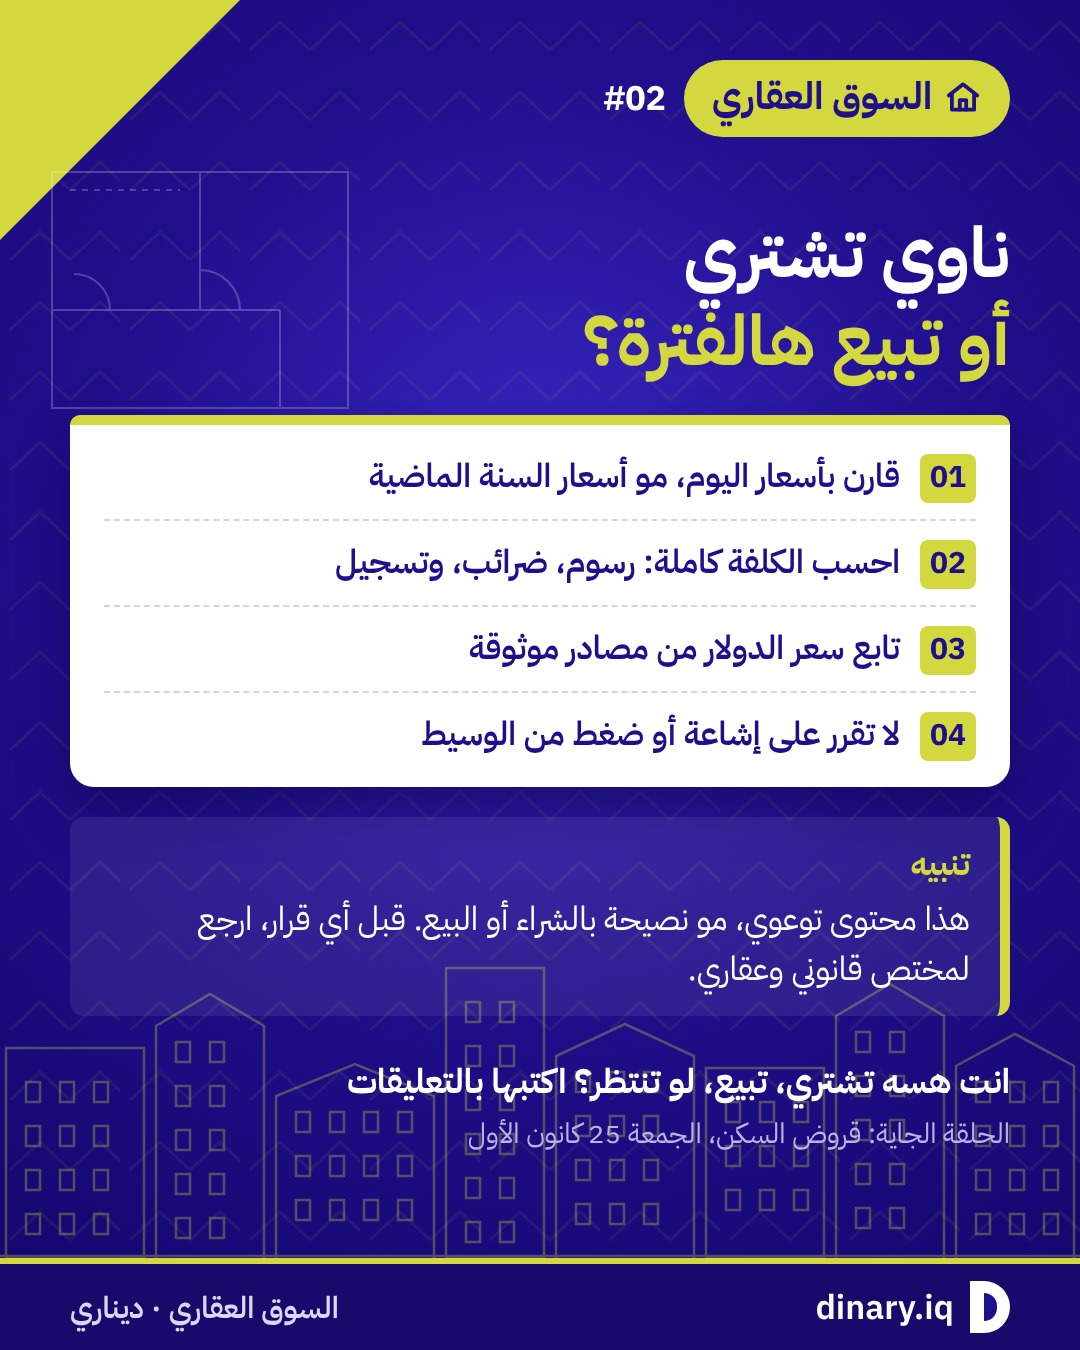 السوق العقاري #02
ناوي تشتري
أو تبيع هالفترة؟
01 قارن بأسعار اليوم، مو أسعار السنة الماضية
02 احسب الكلفة كاملة: رسوم، ضرائب، وتسجيل
03 تابع سعر الدولار من مصادر موثوقة
04 لا تقرر على إشاعة أو ضغط من الوسيط
تنبيه
هذا محتوى توعوي، مو نصيحة بالشراء أو البيع. قبل أي قرار، ارجع
لمختص قانوني وعقاري.
انت هسه تشتري، تبيع، لو تنتظر؟ اكتبها بالتعليقات
الحلقة الجاية: قروض السكن، الجمعة 25 كانون الأول
dinary.iq
السوق العقاري · ديناري